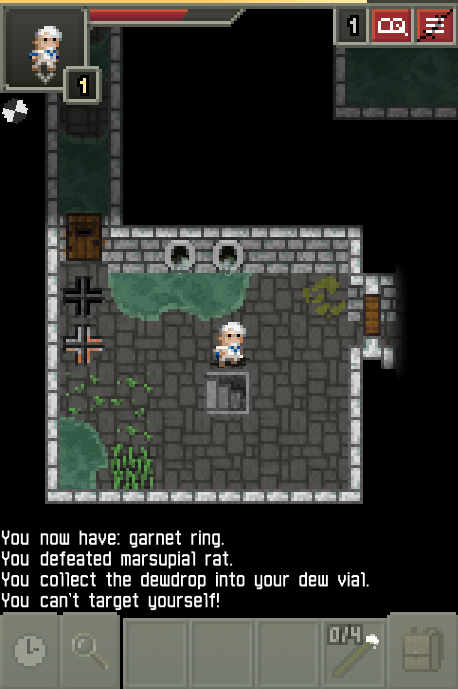 1
1
You now have: garnet ring.
You defeated marsupial rat.
You collect the dewdrop into your dew vial.
You can't target yourself!
0/4